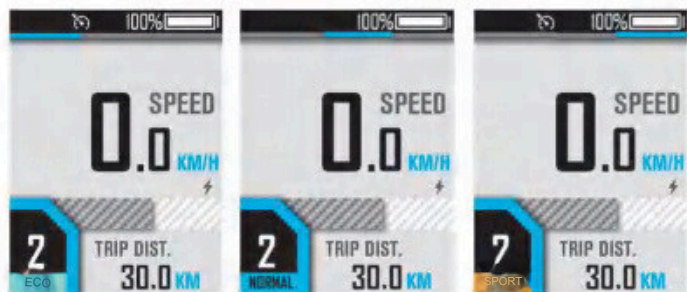 100%
SPEED
0.0 KM/H
2
ECO
TRIP DIST.
30.0 KM
100%
SPEED
0.0 KM/H
2
NORMAL
TRIP DIST.
30.0 KM
100%
SPEED
0.0 KM/H
?
SPORT
TRIP DIST.
30.0 KM